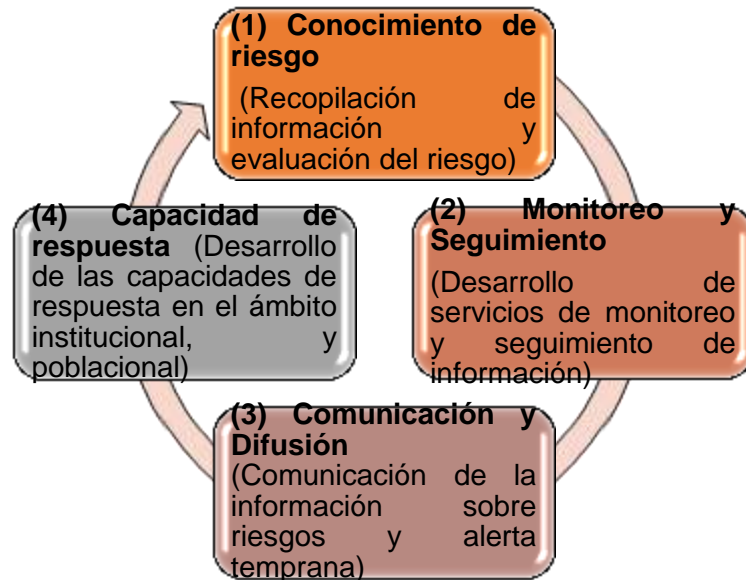 (1) Conocimiento de
riesgo
(Recopilación de
información y
evaluación del riesgo)
(2) Monitoreo y
Seguimiento
(Desarrollo de
servicios de monitoreo
y seguimiento de
información)
(3) Comunicación y
Difusión
(Comunicación de la
información sobre
riesgos y alerta
temprana)
(4) Capacidad de
respuesta (Desarrollo
de las capacidades de
respuesta en el ámbito
institucional, y
poblacional)